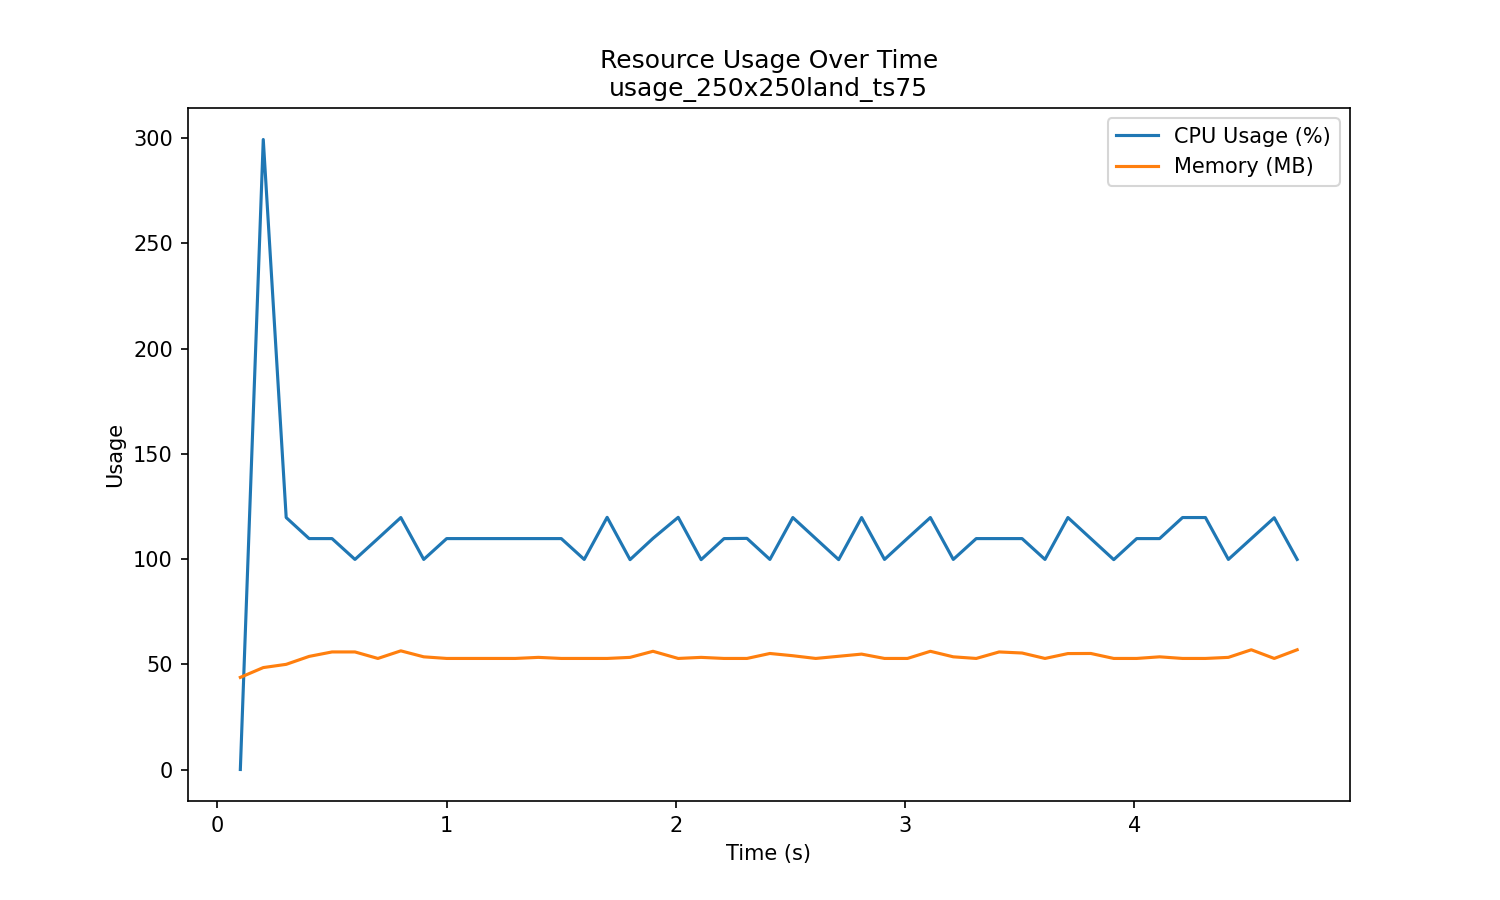 Resource Usage Over Time
usage_250x250land_ts75
CPU Usage (%)
Memory (MB)
300
250
200
150
100
50
0
Usage
0 1 2 3 4
Time (s)